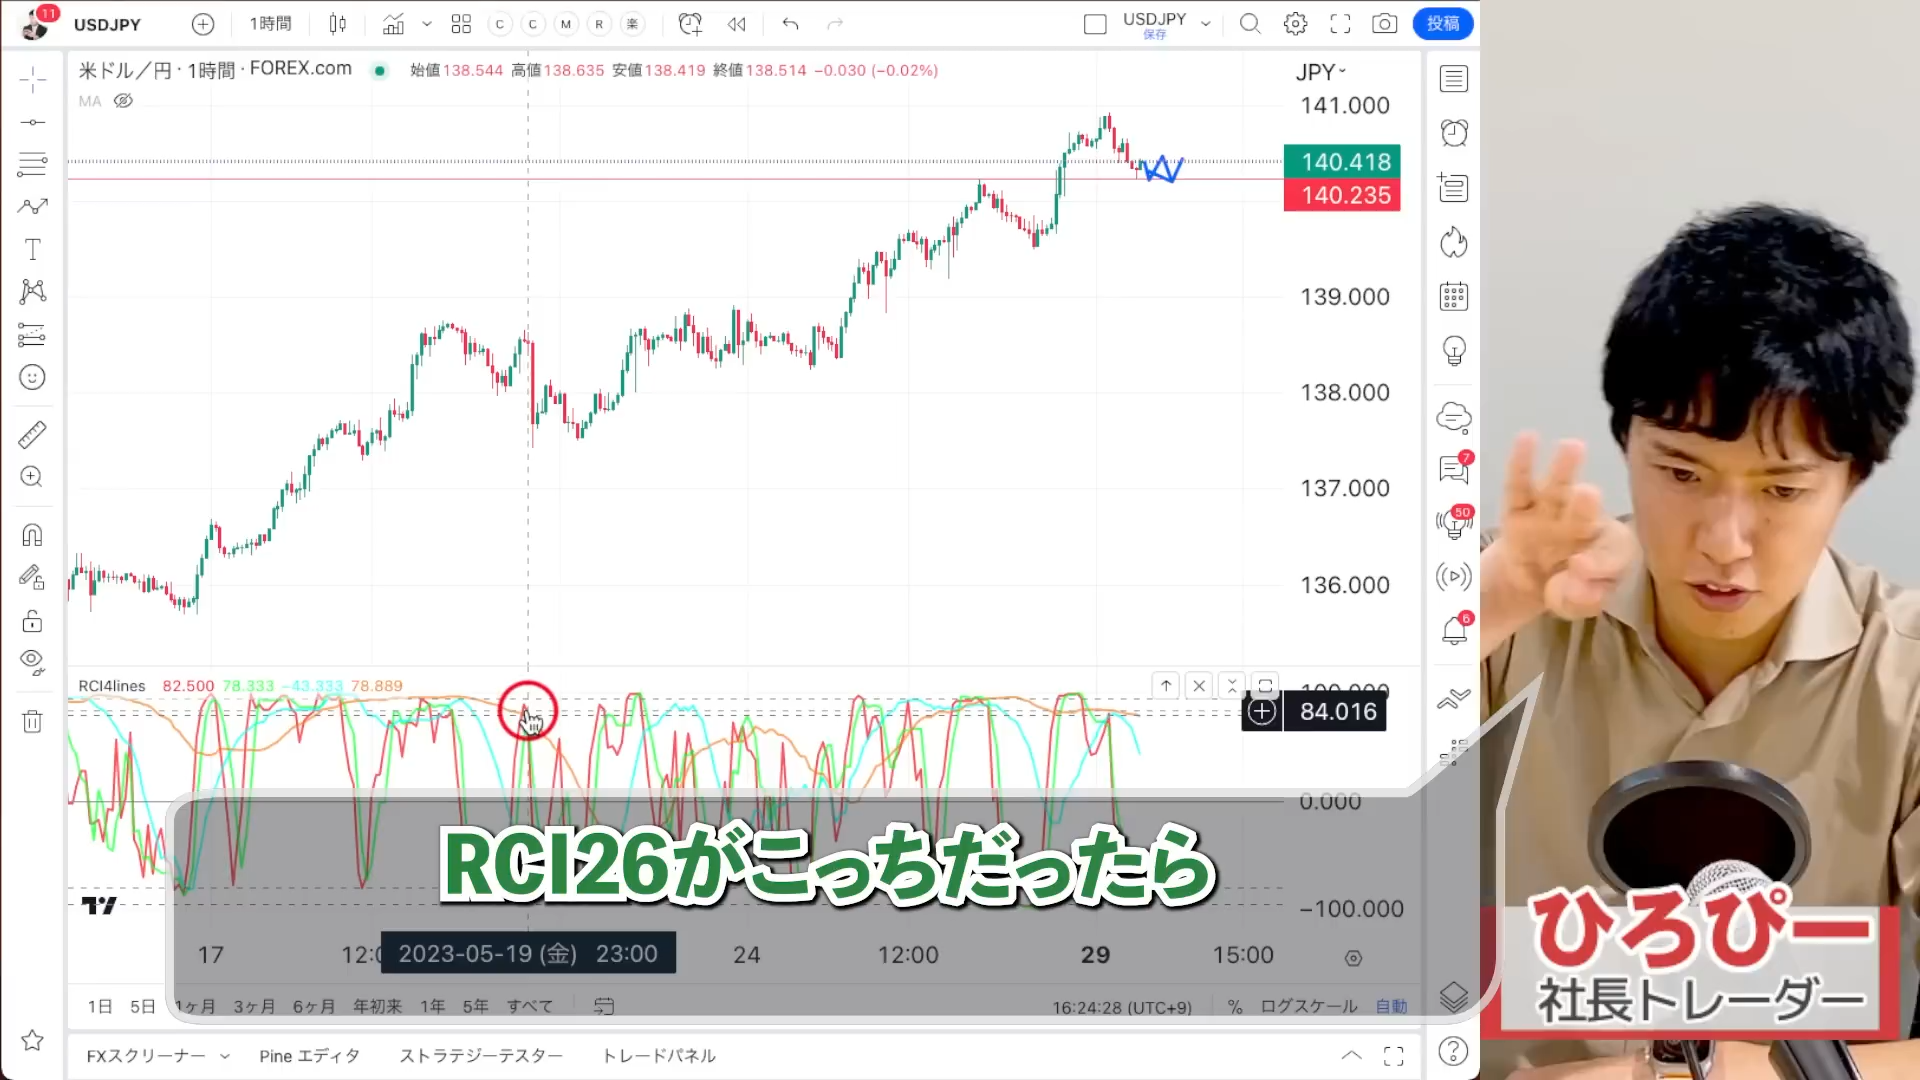 11
USDJPY
1時間
C
C
M
R
楽
USDJPY
保存
投稿
米ドル／円・1時間・FOREX.com
始値138.544 高値138.635 安値138.419 終値138.514 −0.030 (−0.02%)
MA
JPY
141.000
140.418
140.235
139.000
138.000
137.000
136.000
7
50
6
RCI4lines 82.500 78.333 −43.333 78.889
84.016
0.000
−100.000
RCI26がこっちだったら
17
2023-05-19 (金) 23:00
24
12:00
29
15:00
1日 5日 1ヶ月 3ヶ月 6ヶ月 年初来 1年 5年 すべて
16:24:28 (UTC+9)
% ログスケール 自動
FXスクリーナー
Pine エディタ
ストラテジーテスター
トレードパネル
ひろぴー
社長トレーダー